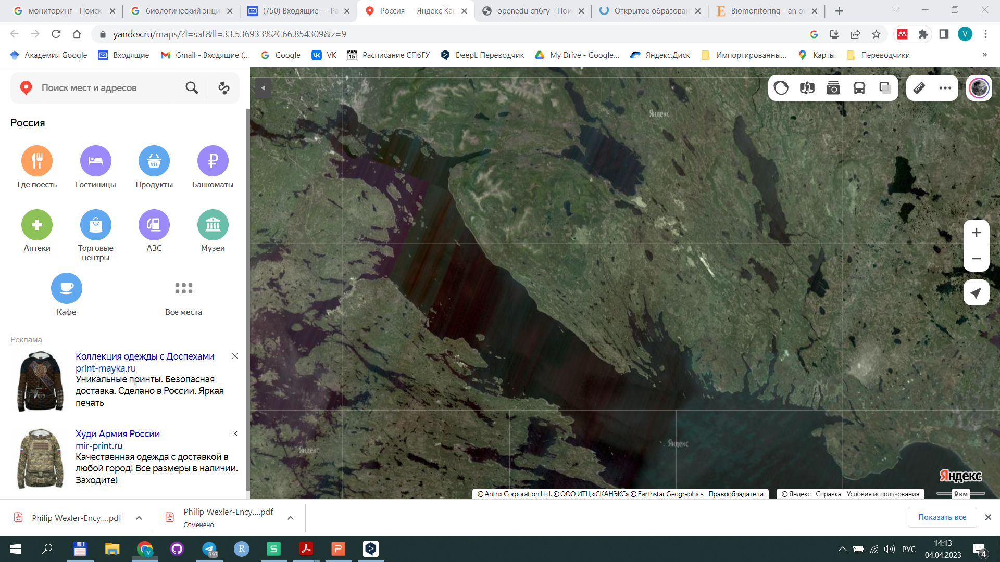 мониторинг - Поиск
биологический энци
(750) Входящие — Ра
Россия — Яндекс Кар
openedu спбгу - Пои
Открытое образован
Biomonitoring - an ov
yandex.ru/maps/?l=sat&ll=33.536933%2C66.854309&z=9
V
Академия Google
Входящие
Gmail - Входящие (...
Google
VK
15
Расписание СПбГУ
DeepL Переводчик
My Drive - Google...
Яндекс.Диск
Импортированны...
Карты
Переводчики
»
Поиск мест и адресов
Россия
Где поесть
Гостиницы
Продукты
Банкоматы
Аптеки
Торговые
центры
АЗС
Музеи
Кафе
Все места
Реклама
Коллекция одежды с Доспехами
print-mayka.ru
Уникальные принты. Безопасная
доставка. Сделано в России. Яркая
печать
Худи Армия России
mir-print.ru
Качественная одежда с доставкой в
любой город! Все размеры в наличии.
Заходите!
Яндекс
Яндекс
Яндекс
Яндекс
© Antrix Corporation Ltd. © ООО ИТЦ «СКАНЭКС» © Earthstar Geographics Правообладатели
© Яндекс Справка Условия использования
9 км
Philip Wexler-Ency....pdf
Philip Wexler-Ency....pdf
Отменено
Показать все
V
397
R
S
P
РУС
14:13
04.04.2023
4